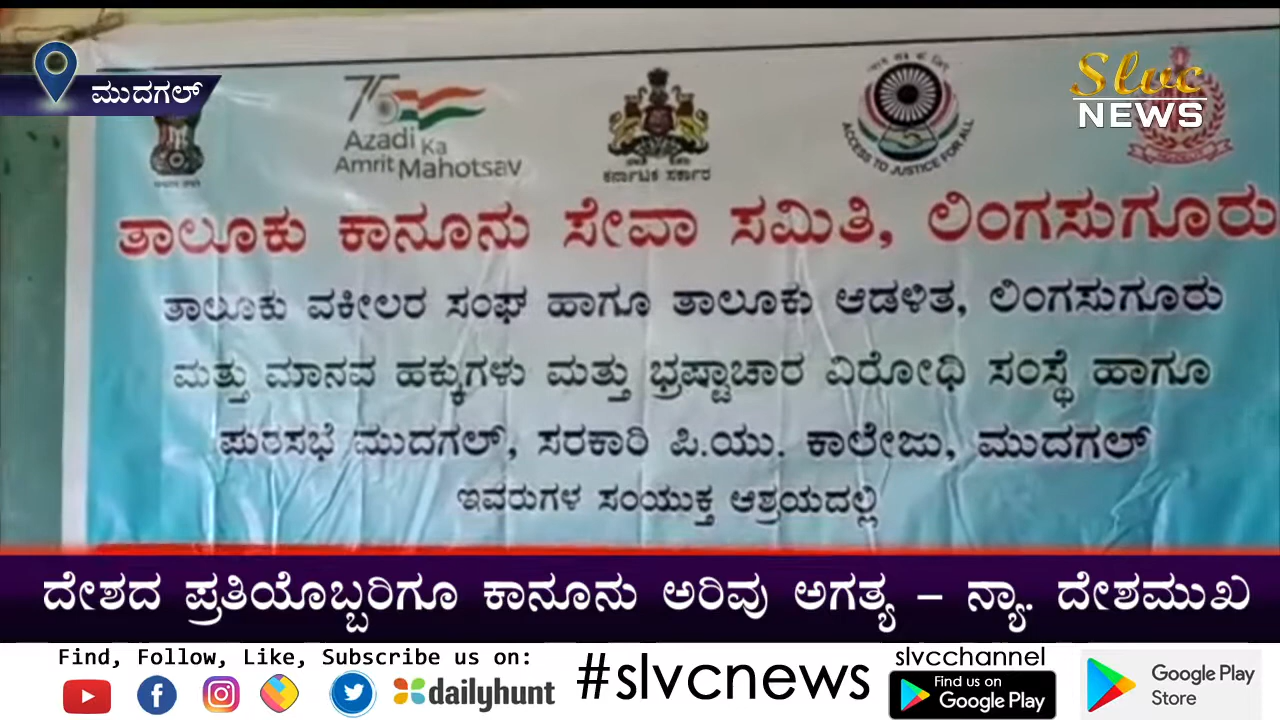 ಮುದಗಲ್
Slvc
NEWS
75
Azadi Ka
Amrit Mahotsav
ಕರ್ನಾಟಕ ಸರ್ಕಾರ
ACCESS TO JUSTICE FOR ALL
ತಾಲೂಕು ಕಾನೂನು ಸೇವಾ ಸಮಿತಿ, ಲಿಂಗಸುಗೂರು
ತಾಲೂಕು ವಕೀಲರ ಸಂಘ ಹಾಗೂ ತಾಲೂಕು ಆಡಳಿತ, ಲಿಂಗಸುಗೂರು
ಮತ್ತು ಮಾನವ ಹಕ್ಕುಗಳು ಮತ್ತು ಭ್ರಷ್ಟಾಚಾರ ವಿರೋಧಿ ಸಂಸ್ಥೆ ಹಾಗೂ
ಪುರಸಭೆ ಮುದಗಲ್, ಸರಕಾರಿ ಪಿ.ಯು. ಕಾಲೇಜು, ಮುದಗಲ್
ಇವರುಗಳ ಸಂಯುಕ್ತ ಆಶ್ರಯದಲ್ಲಿ
ದೇಶದ ಪ್ರತಿಯೊಬ್ಬರಿಗೂ ಕಾನೂನು ಅರಿವು ಅಗತ್ಯ – ನ್ಯಾ. ದೇಶಮುಖ
Find, Follow, Like, Subscribe us on:
dailyhunt
#slvcnews
slvcchannel
Find us on
Google Play
Google Play
Store